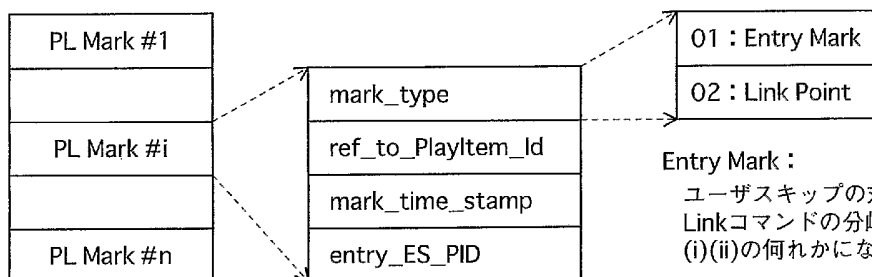 PL Mark #1
PL Mark #i
PL Mark #n
mark_type
ref_to_PlayItem_Id
mark_time_stamp
entry_ES_PID
01：Entry Mark
02：Link Point
Entry Mark：
ユーザスキップの
Linkコマンドの分
(i)(ii)の何れかにな